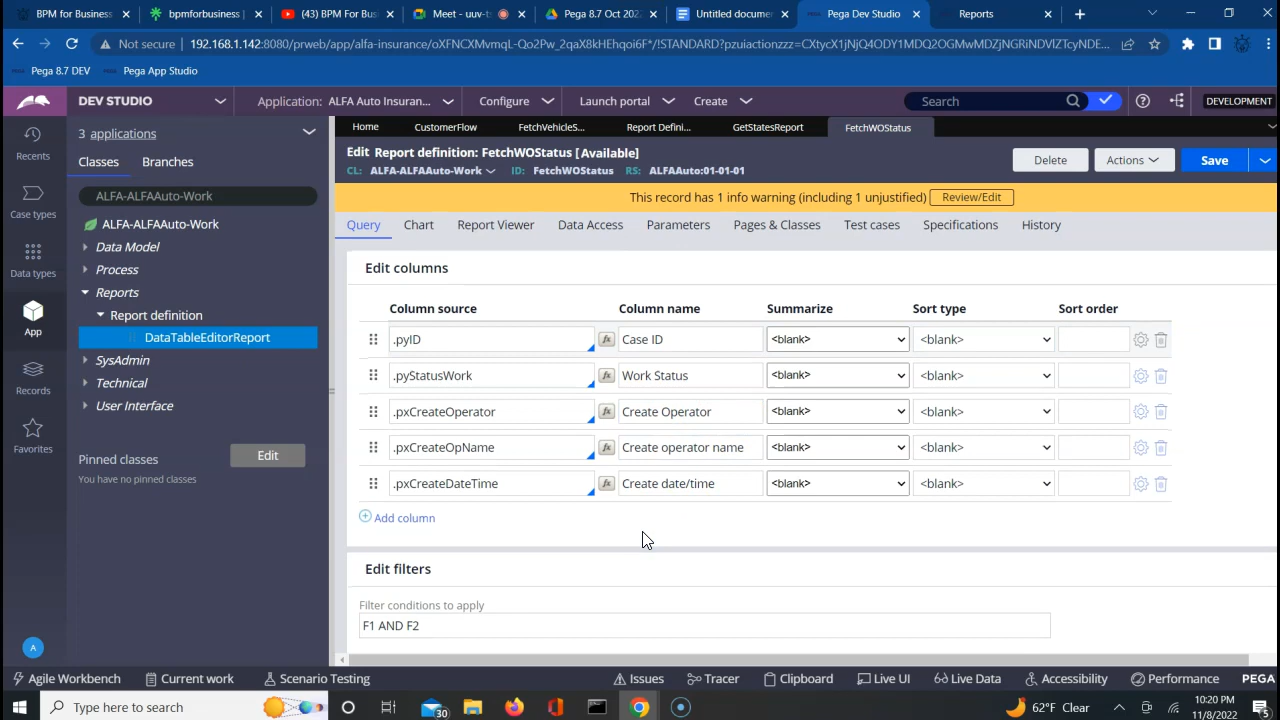 BPM for Business
bpmforbusiness |
(43) BPM For Bus
Meet - uuv-t
Pega 8.7 Oct 202
Untitled docume
Pega Dev Studio
Reports
Not secure | 192.168.1.142:8080/prweb/app/alfa-insurance/oXFNCXMvmqL-Qo2Pw_2qaX8kHEhqoi6F*/!STANDARD?pzuiactionzzz=CXtycX1jNjQ4ODY1MDQ2OGMwMDZjNGRiNDVlZTcyNDE...
Pega 8.7 DEV
Pega App Studio
DEV STUDIO
Application: ALFA Auto Insuran...
Configure
Launch portal
Create
Search
DEVELOPMENT
Recents
Case types
Data types
App
Records
Favorites
A
3 applications
Classes
Branches
ALFA-ALFAAuto-Work
ALFA-ALFAAuto-Work
Data Model
Process
Reports
Report definition
DataTableEditorReport
SysAdmin
Technical
User Interface
Pinned classes
Edit
You have no pinned classes
Home
CustomerFlow
FetchVehicleS...
Report Defini...
GetStatesReport
FetchWOStatus
Edit Report definition: FetchWOStatus [Available]
CL: ALFA-ALFAAuto-Work ID: FetchWOStatus RS: ALFAAuto:01-01-01
Delete
Actions
Save
This record has 1 info warning (including 1 unjustified) Review/Edit
Query
Chart
Report Viewer
Data Access
Parameters
Pages & Classes
Test cases
Specifications
History
Edit columns
Column source Column name Summarize Sort type Sort order
.pyID fx Case ID <blank> <blank>
.pyStatusWork fx Work Status <blank> <blank>
.pxCreateOperator fx Create Operator <blank> <blank>
.pxCreateOpName fx Create operator name <blank> <blank>
.pxCreateDateTime fx Create date/time <blank> <blank>
Add column
Edit filters
Filter conditions to apply
F1 AND F2
Agile Workbench
Current work
Scenario Testing
Issues
Tracer
Clipboard
Live UI
Live Data
Accessibility
Performance
PEGA
Type here to search
30
62°F Clear
10:20 PM
11/8/2022
5